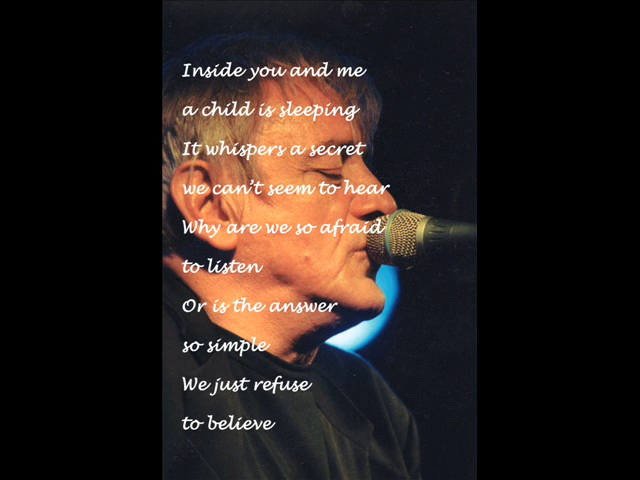 Inside you and me
a child is sleeping
It whispers a secret
we can't seem to hear
Why are we so afraid
to listen
Or is the answer
so simple
We just refuse
to believe